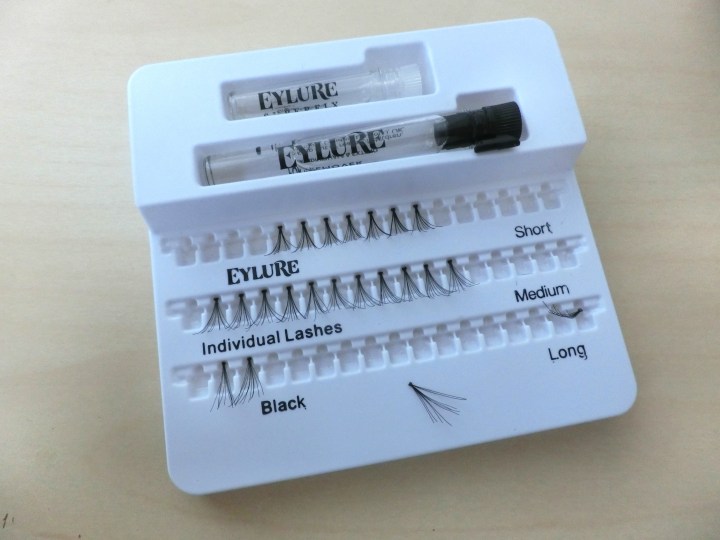 EYLURE
EYLURE
Short
EYLURE
Medium
Individual Lashes
Long
Black